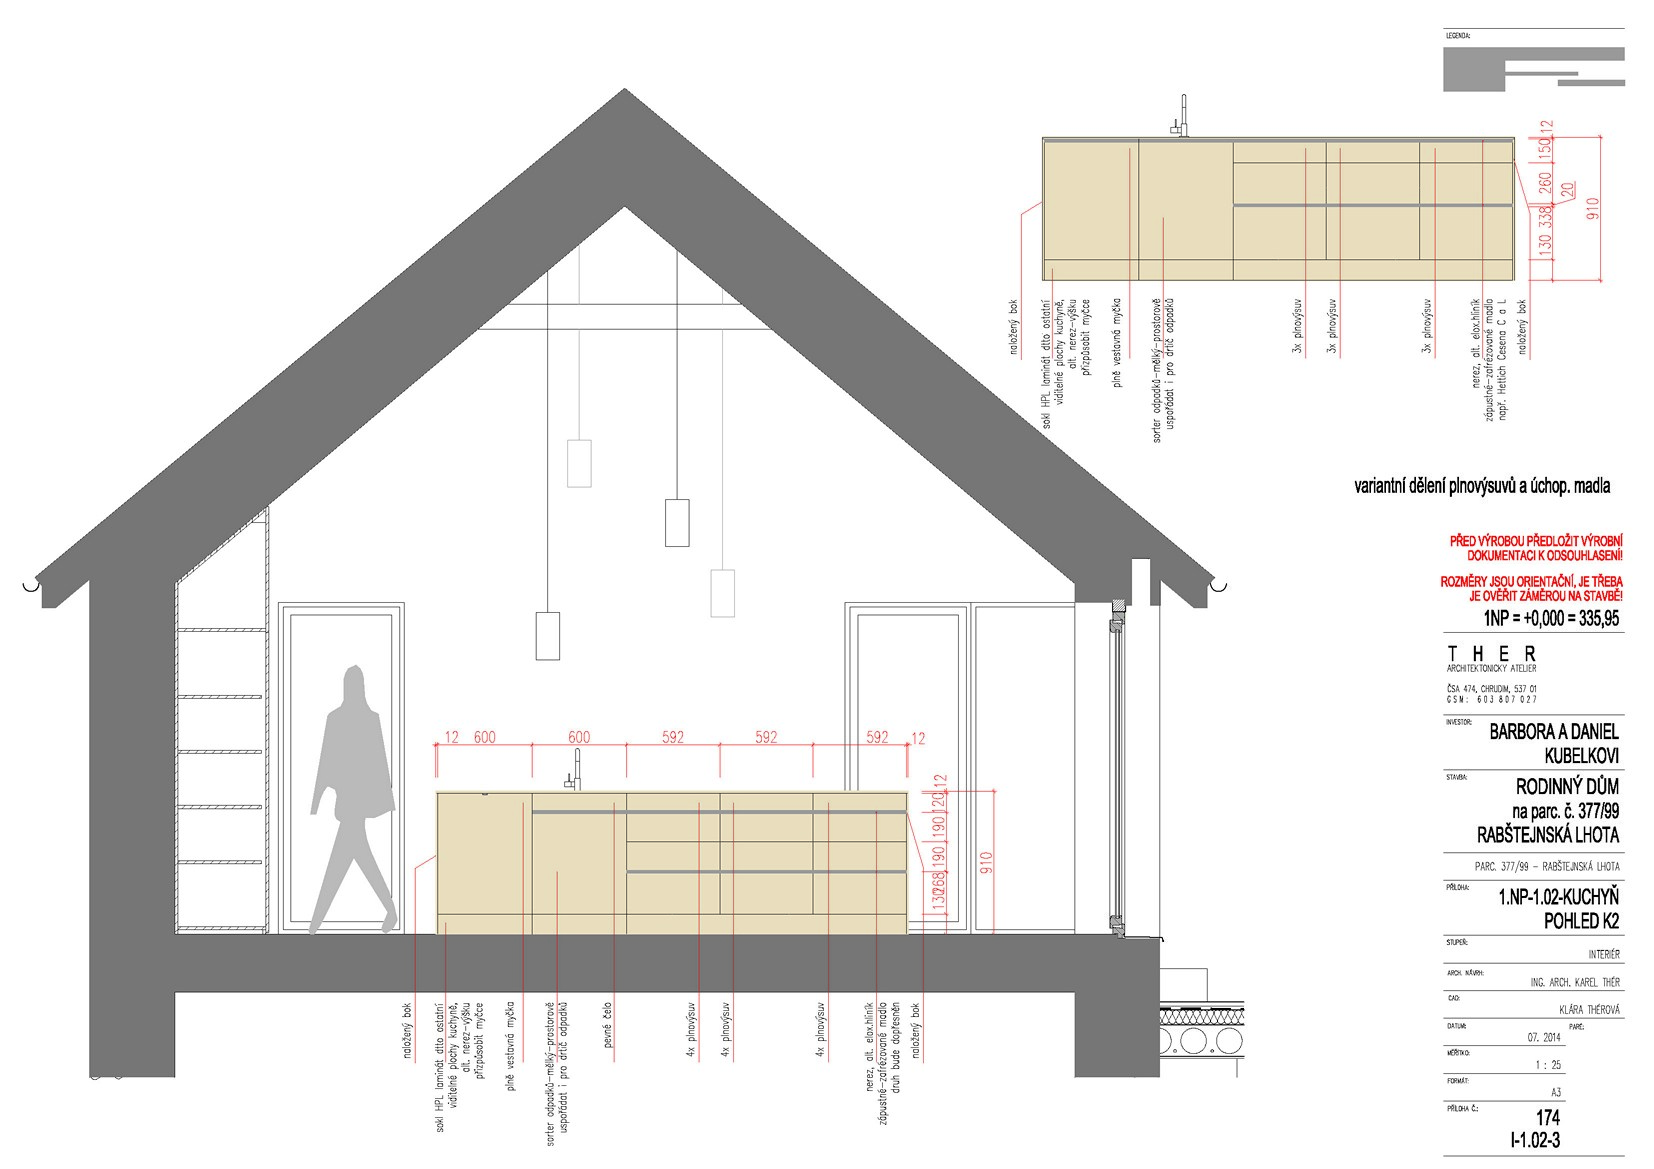 LEGENDA:
12
150
260
20
338
130
910
naložený bok
sokl HPL laminát dtto ostatní
viditelné plochy kuchyně,
alt. nerez-výšku
přizpůsobit myčce
plně vestavná myčka
sorter odpadků-mělký-prostorově
uspořádat i pro drtič odpadků
3x plnovýsuv
3x plnovýsuv
3x plnovýsuv
nerez, alt. elox.hliník
zápustné-zafrézované madlo
např. Hettich Cesena C a L
naložený bok
variantní dělení plnovýsuvů a úchop. madla
PŘED VÝROBOU PŘEDLOŽIT VÝROBNÍ
DOKUMENTACI K ODSOUHLASENÍ!
ROZMĚRY JSOU ORIENTAČNÍ, JE TŘEBA
JE OVĚŘIT ZÁMĚROU NA STAVBĚ!
1NP = +0,000 = 335,95
THER
ARCHITEKTONICKÝ ATELIER
ČSA 474, CHRUDIM, 537 01
GSM: 603 807 027
INVESTOR:
BARBORA A DANIEL
KUBELKOVI
STAVBA:
RODINNÝ DŮM
na parc. č. 377/99
RABŠTEJNSKÁ LHOTA
PARC. 377/99 – RABŠTEJNSKÁ LHOTA
PŘÍLOHA:
1.NP-1.02-KUCHYŇ
POHLED K2
STUPEŇ:
INTERIÉR
ARCH. NÁVRH:
ING. ARCH. KAREL THÉR
CAD:
KLÁRA THÉROVÁ
DATUM:
PARÉ:
07. 2014
MĚŘÍTKO:
1 : 25
FORMÁT:
A3
PŘÍLOHA Č.:
174
I-1.02-3
12 600 600 592 592 592 12
12
120
190
190
268
130
910
naložený bok
sokl HPL laminát dtto ostatní
viditelné plochy kuchyně,
alt. nerez-výšku
přizpůsobit myčce
plně vestavná myčka
sorter odpadků-mělký-prostorově
uspořádat i pro drtič odpadků
pevné čelo
4x plnovýsuv
4x plnovýsuv
4x plnovýsuv
nerez, alt. elox.hliník
zápustné-zafrézované madlo
druh bude dopřesněn
naložený bok